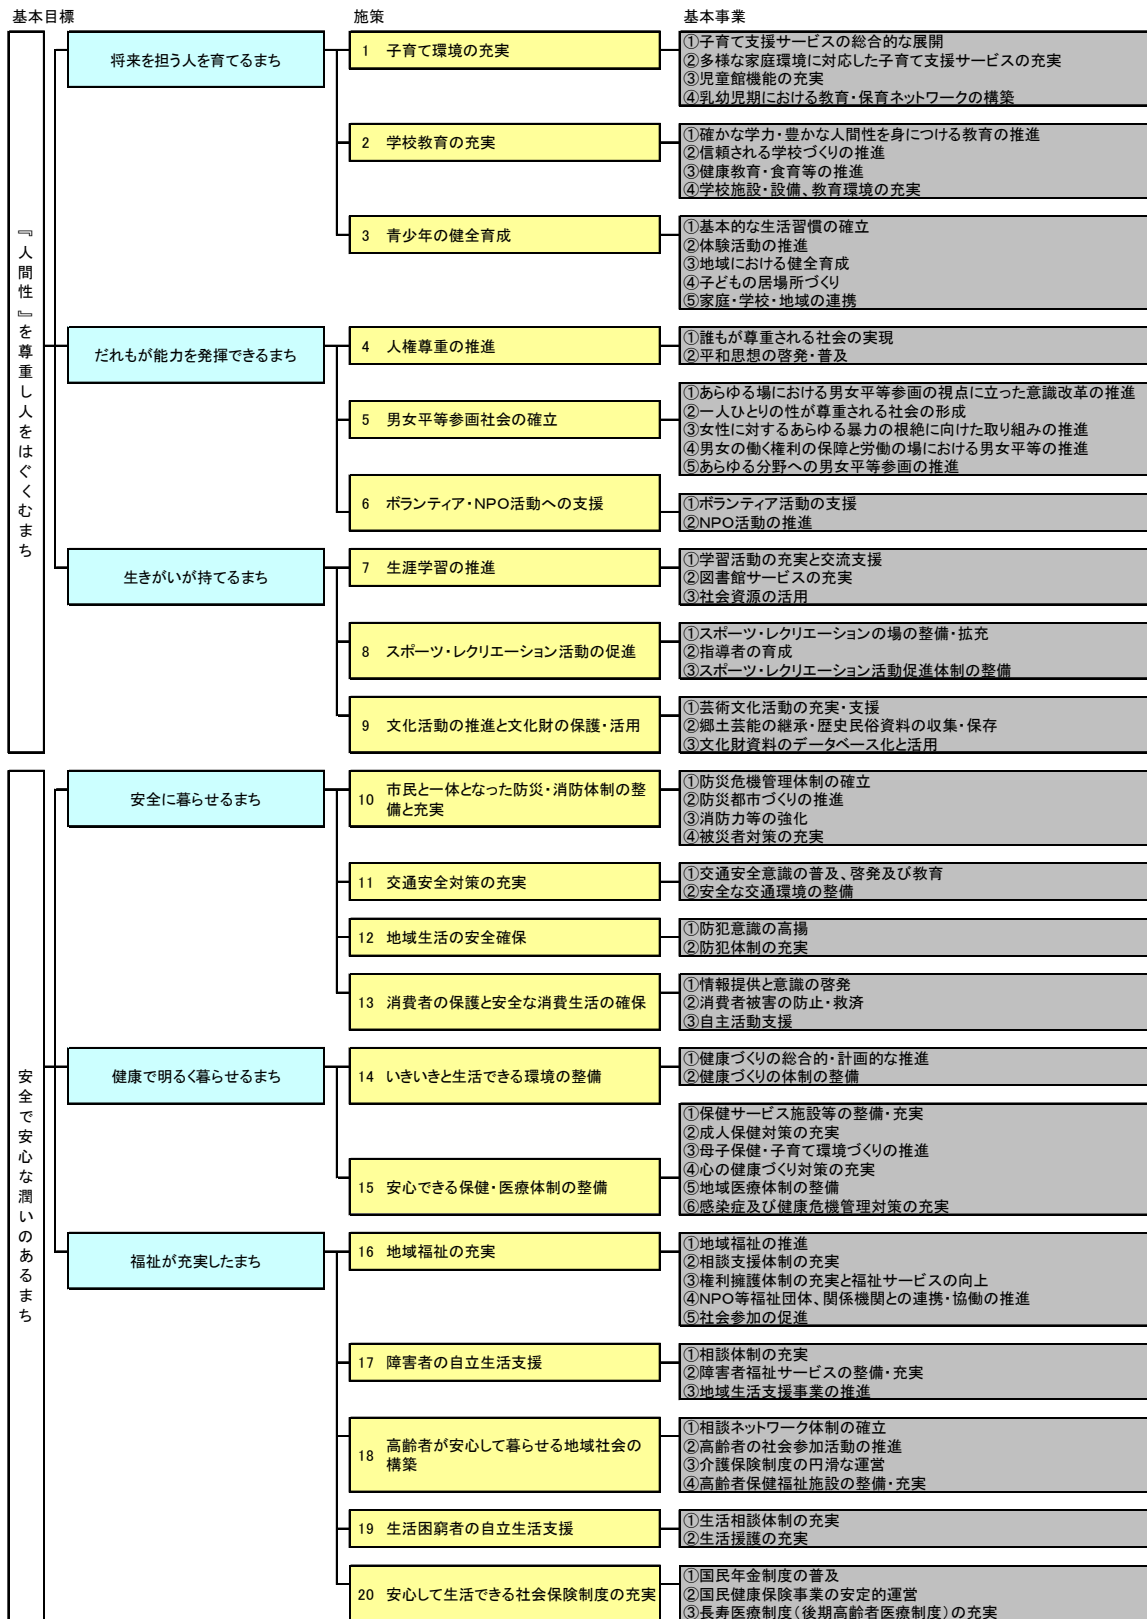 基本目標 施策 基本事業
『人間性』を尊重し人をはぐくむまち
将来を担う人を育てるまち
1 子育て環境の充実
①子育て支援サービスの総合的な展開
②多様な家庭環境に対応した子育て支援サービスの充実
③児童館機能の充実
④乳幼児期における教育・保育ネットワークの構築
2 学校教育の充実
①確かな学力・豊かな人間性を身につける教育の推進
②信頼される学校づくりの推進
③健康教育・食育等の推進
④学校施設・設備、教育環境の充実
3 青少年の健全育成
①基本的な生活習慣の確立
②体験活動の推進
③地域における健全育成
④子どもの居場所づくり
⑤家庭・学校・地域の連携
だれもが能力を発揮できるまち
4 人権尊重の推進
①誰もが尊重される社会の実現
②平和思想の啓発・普及
5 男女平等参画社会の確立
①あらゆる場における男女平等参画の視点に立った意識改革の推進
②一人ひとりの性が尊重される社会の形成
③女性に対するあらゆる暴力の根絶に向けた取り組みの推進
④男女の働く権利の保障と労働の場における男女平等の推進
⑤あらゆる分野への男女平等参画の推進
6 ボランティア・NPO活動への支援
①ボランティア活動の支援
②NPO活動の推進
生きがいが持てるまち
7 生涯学習の推進
①学習活動の充実と交流支援
②図書館サービスの充実
③社会資源の活用
8 スポーツ・レクリエーション活動の促進
①スポーツ・レクリエーションの場の整備・拡充
②指導者の育成
③スポーツ・レクリエーション活動促進体制の整備
9 文化活動の推進と文化財の保護・活用
①芸術文化活動の充実・支援
②郷土芸能の継承・歴史民俗資料の収集・保存
③文化財資料のデータベース化と活用
安全で安心な潤いのあるまち
安全に暮らせるまち
10 市民と一体となった防災・消防体制の整
備と充実
①防災危機管理体制の確立
②防災都市づくりの推進
③消防力等の強化
④被災者対策の充実
11 交通安全対策の充実
①交通安全意識の普及、啓発及び教育
②安全な交通環境の整備
12 地域生活の安全確保
①防犯意識の高揚
②防犯体制の充実
13 消費者の保護と安全な消費生活の確保
①情報提供と意識の啓発
②消費者被害の防止・救済
③自主活動支援
健康で明るく暮らせるまち
14 いきいきと生活できる環境の整備
①健康づくりの総合的・計画的な推進
②健康づくりの体制の整備
15 安心できる保健・医療体制の整備
①保健サービス施設等の整備・充実
②成人保健対策の充実
③母子保健・子育て環境づくりの推進
④心の健康づくり対策の充実
⑤地域医療体制の整備
⑥感染症及び健康危機管理対策の充実
福祉が充実したまち
16 地域福祉の充実
①地域福祉の推進
②相談支援体制の充実
③権利擁護体制の充実と福祉サービスの向上
④NPO等福祉団体、関係機関との連携・協働の推進
⑤社会参加の促進
17 障害者の自立生活支援
①相談体制の充実
②障害者福祉サービスの整備・充実
③地域生活支援事業の推進
18 高齢者が安心して暮らせる地域社会の
構築
①相談ネットワーク体制の確立
②高齢者の社会参加活動の推進
③介護保険制度の円滑な運営
④高齢者保健福祉施設の整備・充実
19 生活困窮者の自立生活支援
①生活相談体制の充実
②生活援護の充実
20 安心して生活できる社会保険制度の充実
①国民年金制度の普及
②国民健康保険事業の安定的運営
③長寿医療制度（後期高齢者医療制度）の充実